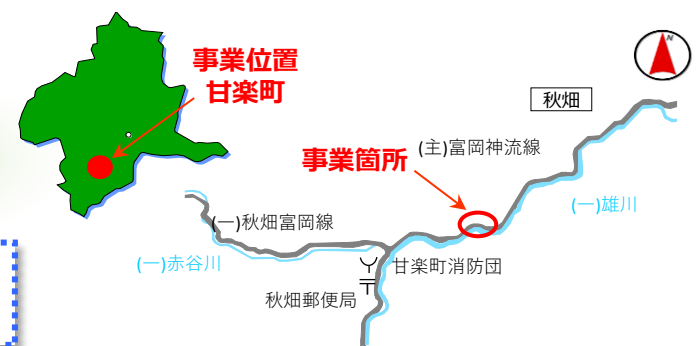 事業位置
甘楽町
N
秋畑
事業箇所
(主)富岡神流線
(一)雄川
(一)秋畑富岡線
(一)赤谷川
甘楽町消防団
秋畑郵便局